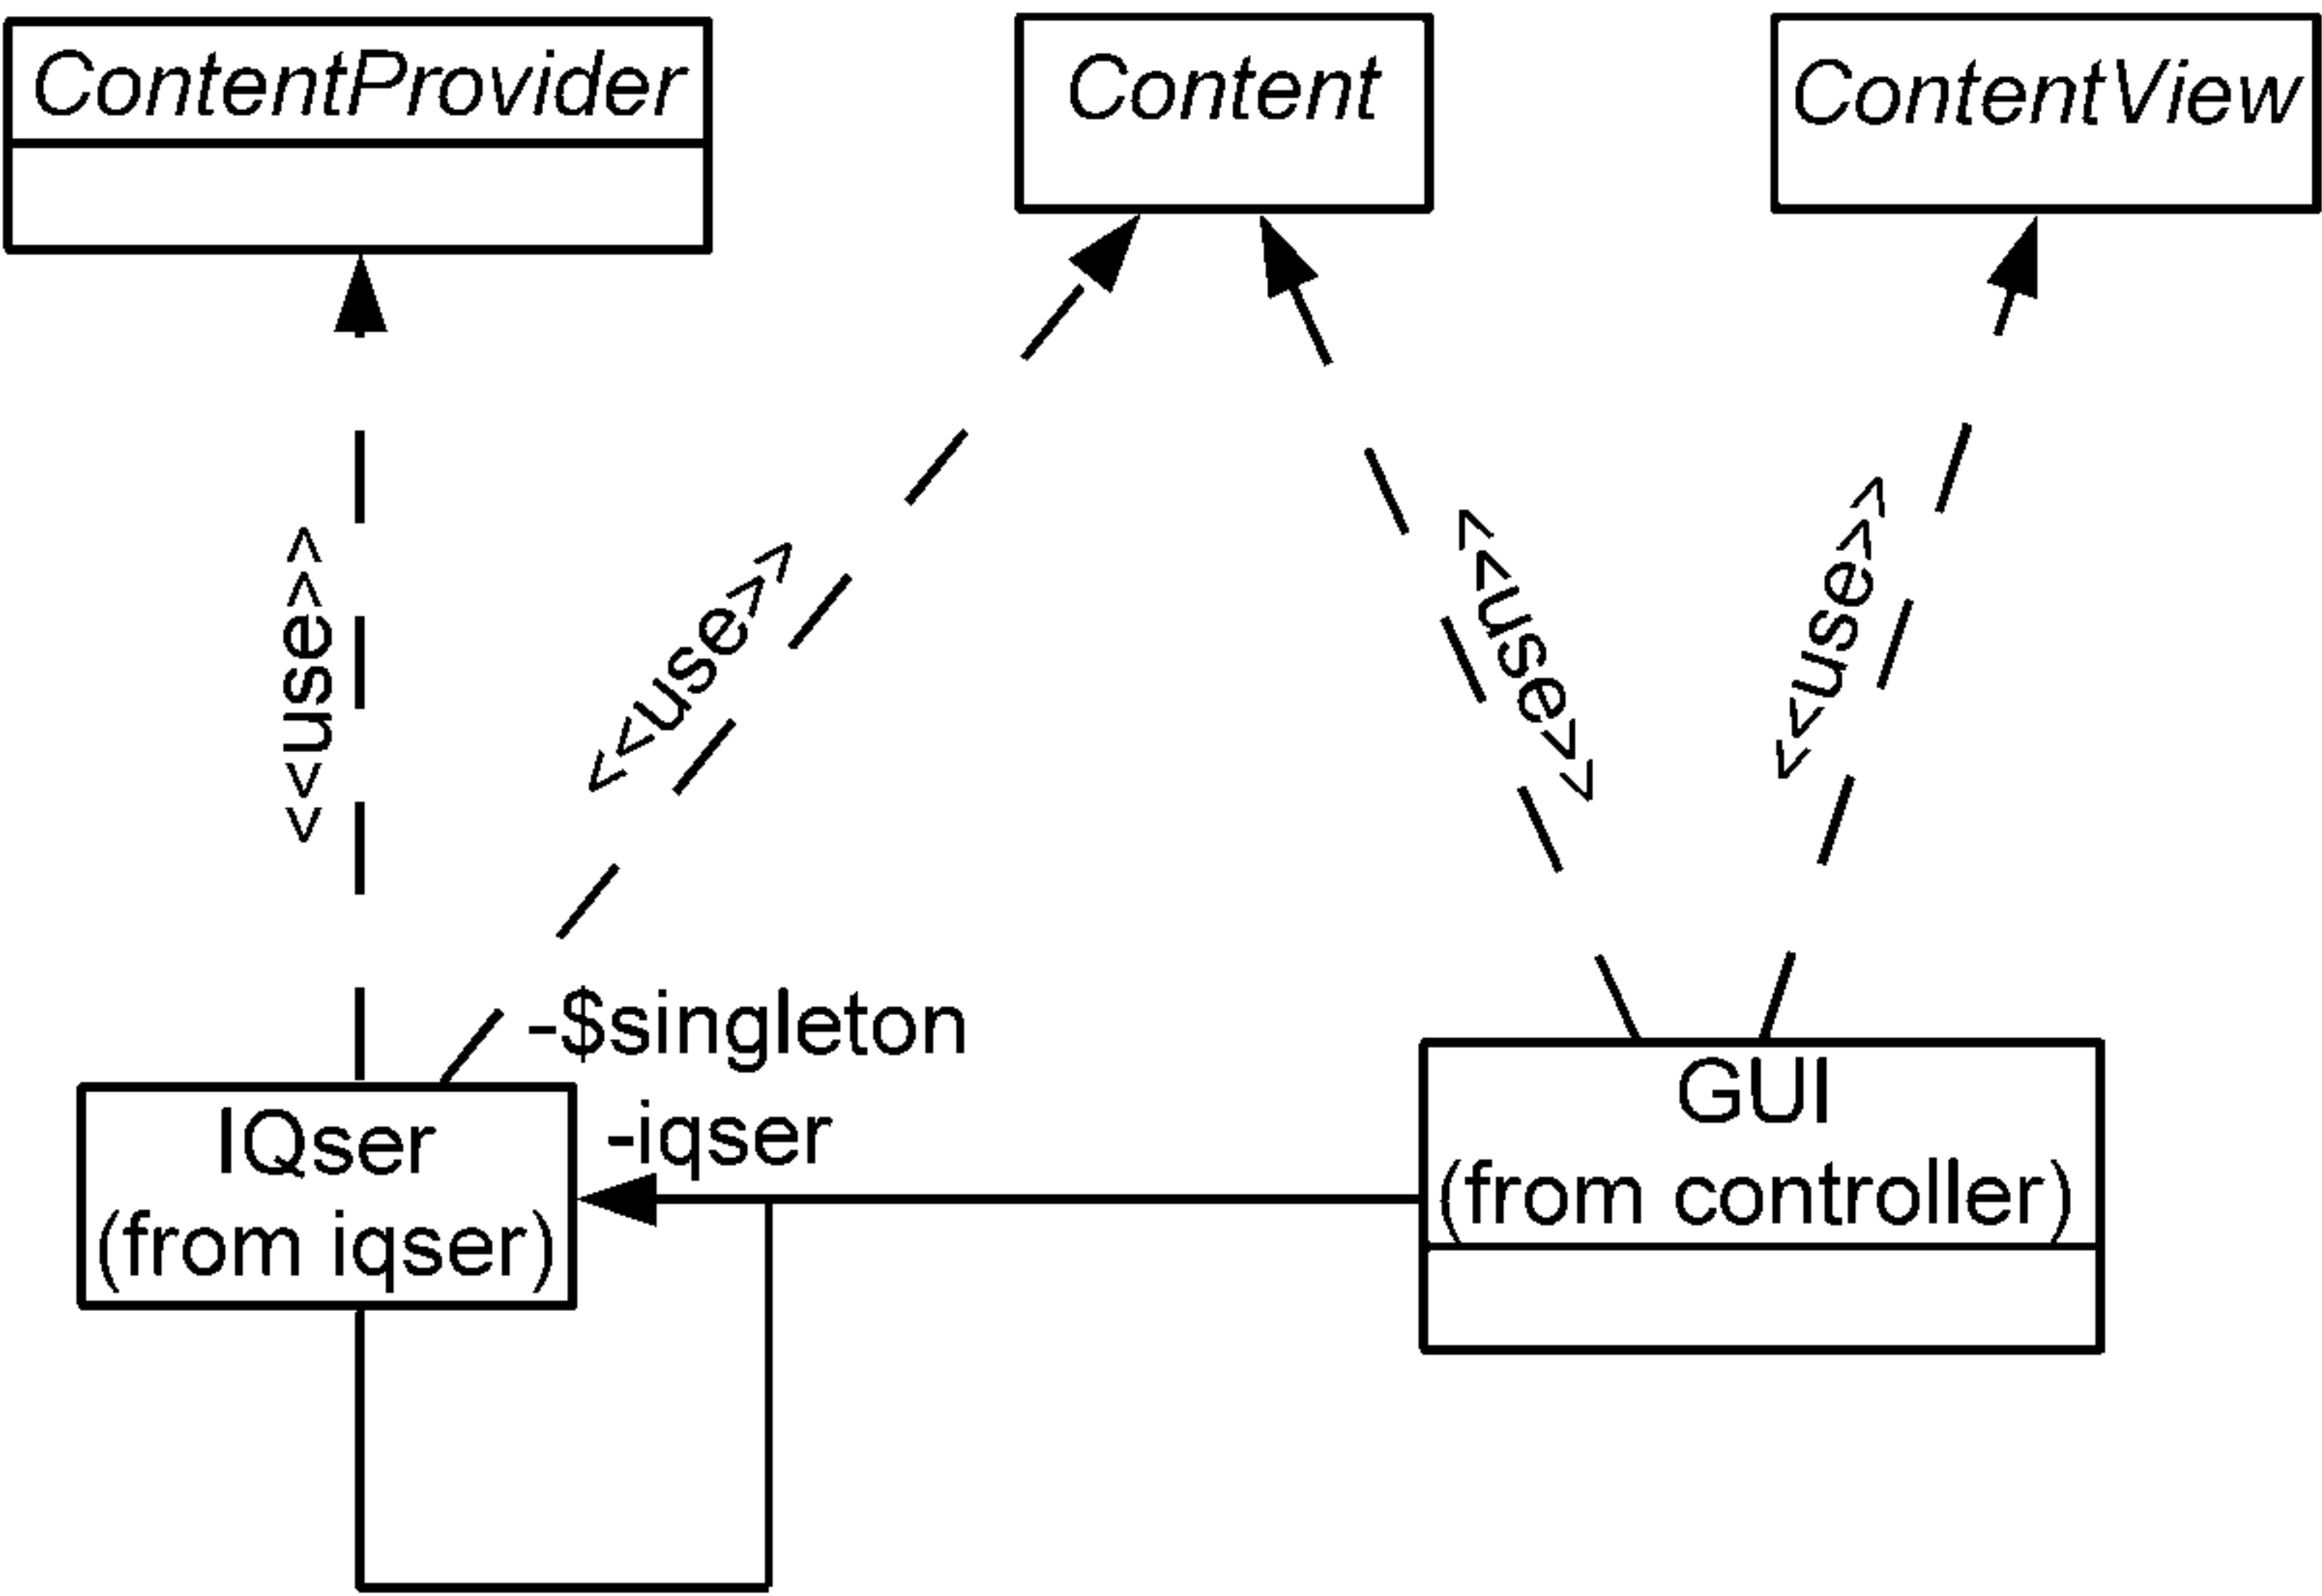 ContentProvider
Content
ContentView
<<use>>
<<use>>
<<use>>
<<use>>
-$singleton
-iqser
IQser
(from iqser)
GUI
(from controller)